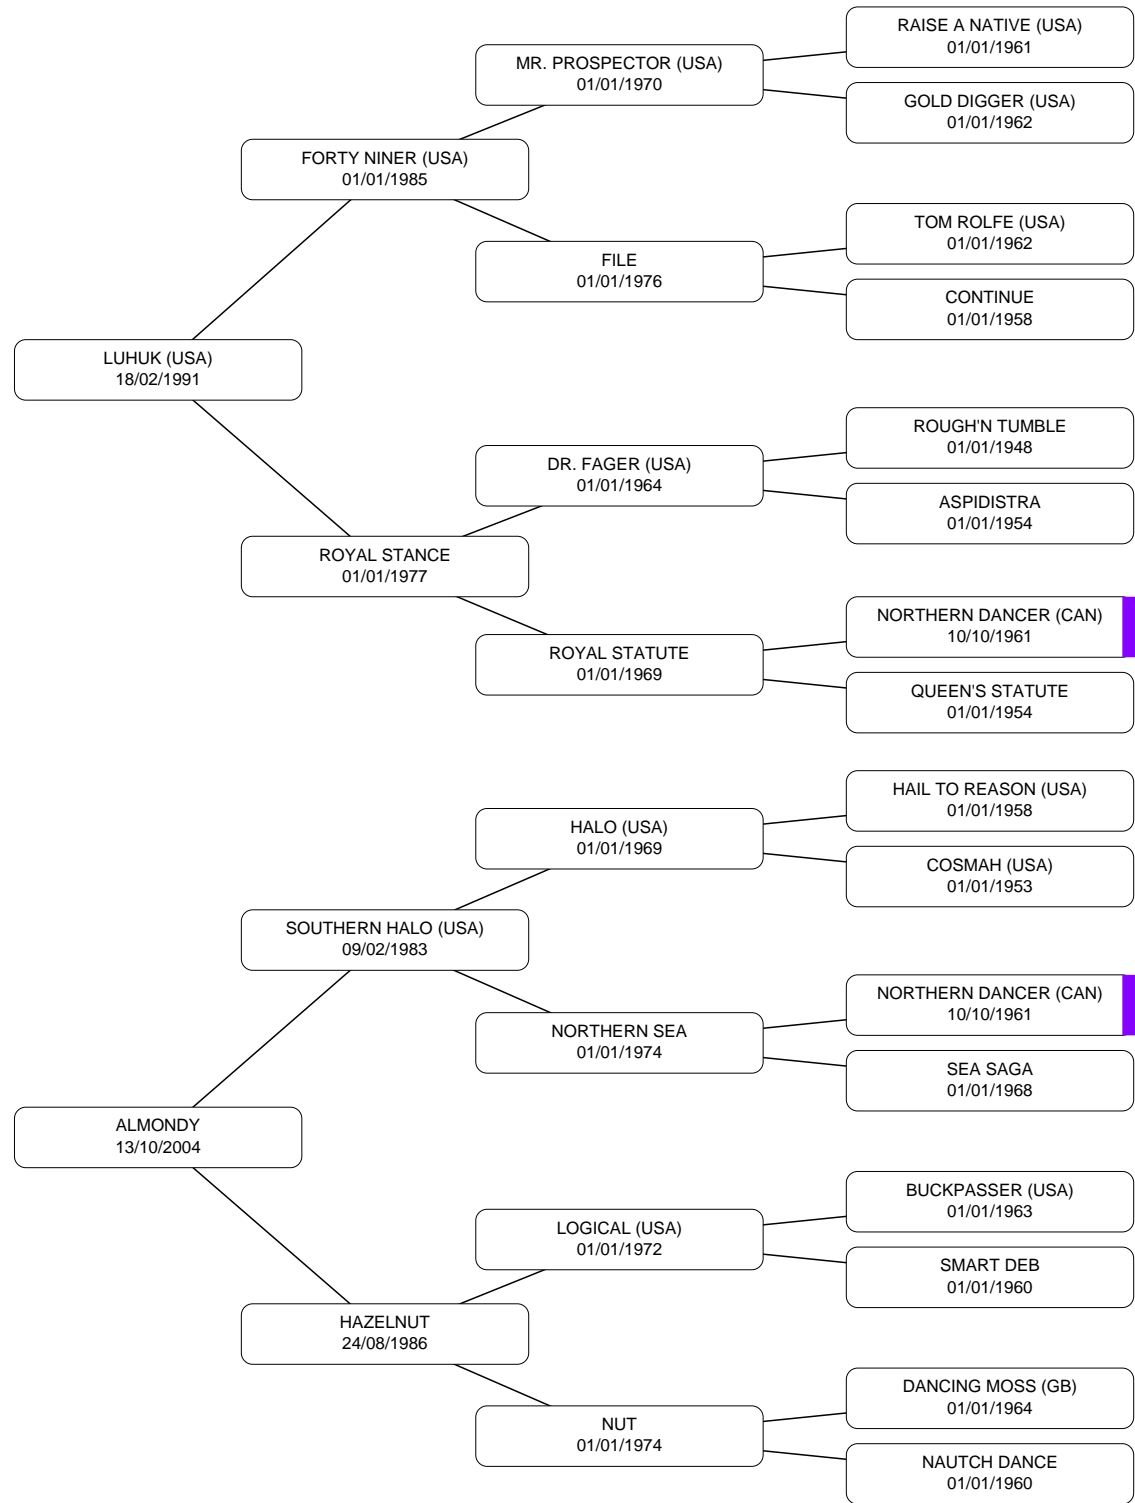 RAISE A NATIVE (USA)
01/01/1961
MR. PROSPECTOR (USA)
01/01/1970
GOLD DIGGER (USA)
01/01/1962
FORTY NINER (USA)
01/01/1985
TOM ROLFE (USA)
01/01/1962
FILE
01/01/1976
CONTINUE
01/01/1958
LUHUK (USA)
18/02/1991
ROUGH'N TUMBLE
01/01/1948
DR. FAGER (USA)
01/01/1964
ASPIDISTRA
01/01/1954
ROYAL STANCE
01/01/1977
NORTHERN DANCER (CAN)
10/10/1961
ROYAL STATUTE
01/01/1969
QUEEN'S STATUTE
01/01/1954
HAIL TO REASON (USA)
01/01/1958
HALO (USA)
01/01/1969
COSMAH (USA)
01/01/1953
SOUTHERN HALO (USA)
09/02/1983
NORTHERN DANCER (CAN)
10/10/1961
NORTHERN SEA
01/01/1974
SEA SAGA
01/01/1968
ALMONDY
13/10/2004
BUCKPASSER (USA)
01/01/1963
LOGICAL (USA)
01/01/1972
SMART DEB
01/01/1960
HAZELNUT
24/08/1986
DANCING MOSS (GB)
01/01/1964
NUT
01/01/1974
NAUTCH DANCE
01/01/1960